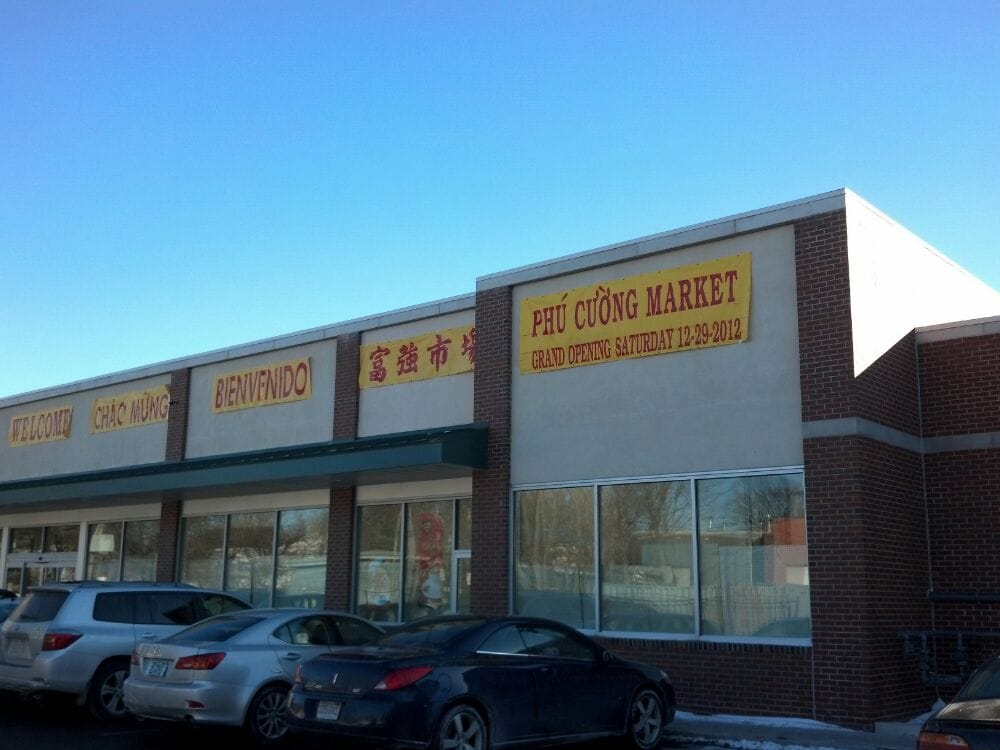 WELCOME
CHÀO MỪNG
BIENVENIDO
富強市場
PHÚ CƯỜNG MARKET
GRAND OPENING SATURDAY 12-29-2012